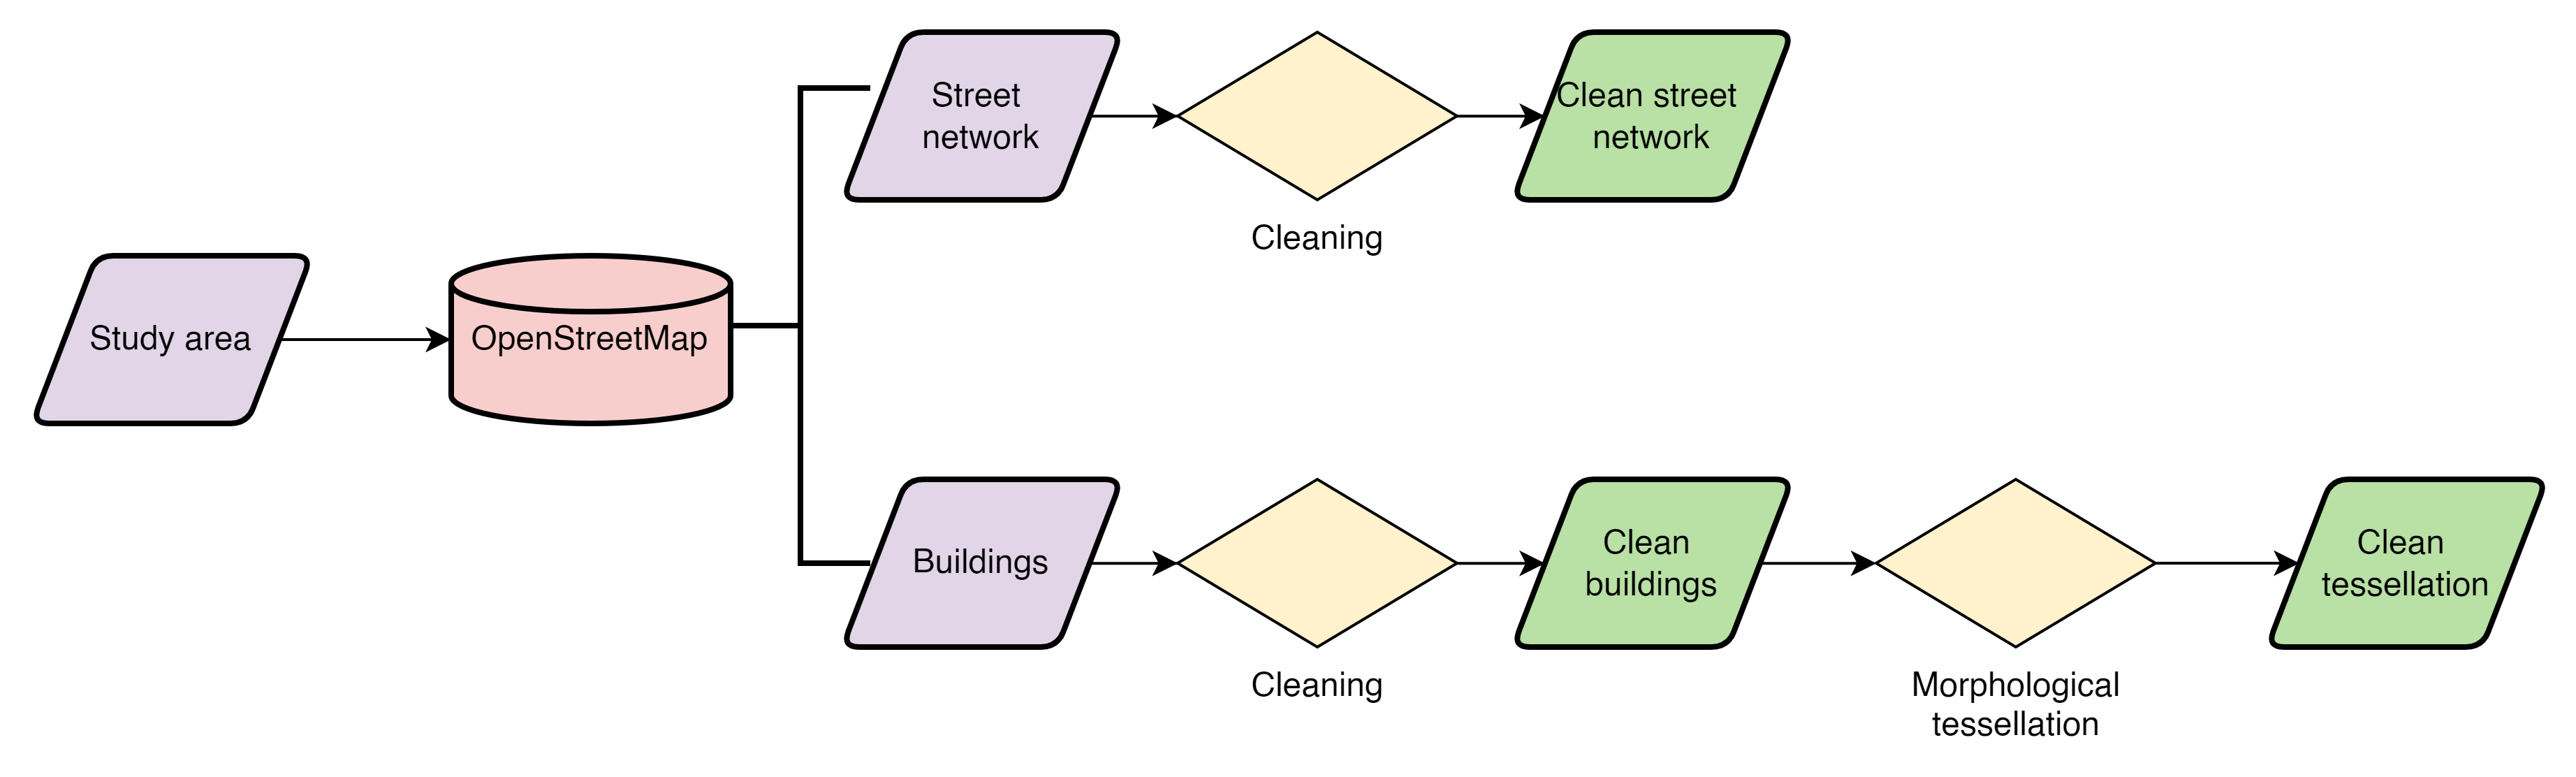 Study area
OpenStreetMap
Street
network
Cleaning
Clean street
network
Buildings
Cleaning
Clean
buildings
Morphological
tessellation
Clean
tessellation